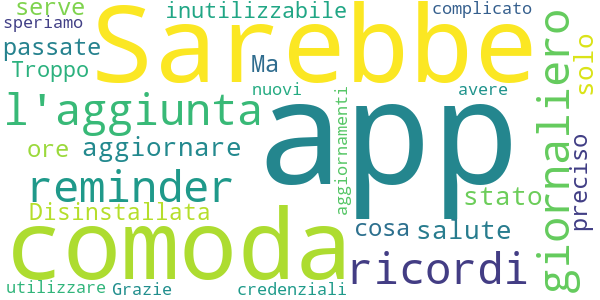 serve
inutilizzabile
complicato
speriamo
Sarebbe
passate
Ma
solo
Troppo
nuovi
avere
l'aggiunta
app
giornaliero
aggiornamenti
ore
aggiornare
preciso
reminder
stato
Disinstallata
comoda
cosa
salute
ricordi
utilizzare
Grazie
credenziali